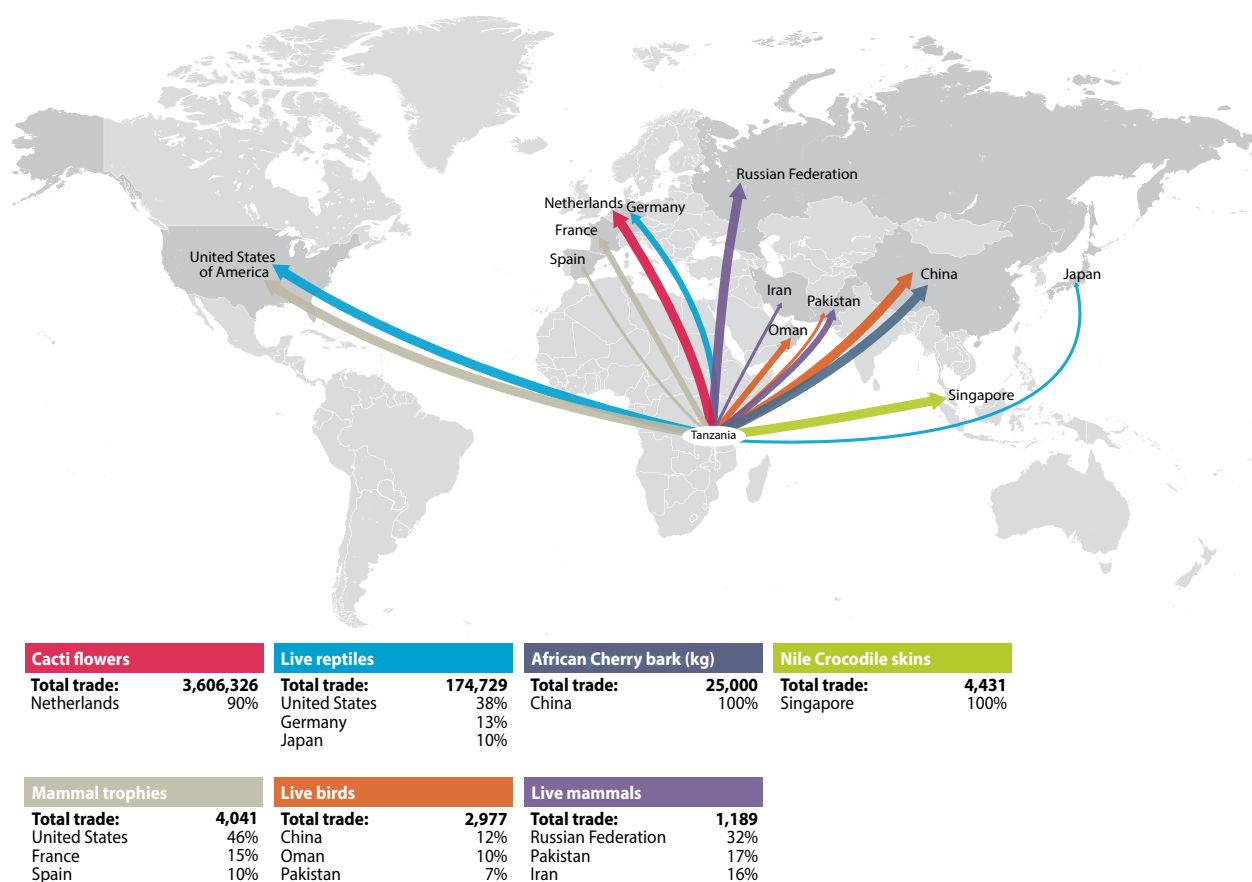 Russian Federation
Netherlands
Germany
France
Spain
United States
of America
China
Japan
Iran
Pakistan
Oman
Singapore
Tanzania
Cacti flowers
Total trade: 3,606,326
Netherlands 90%
Live reptiles
Total trade: 174,729
United States 38%
Germany 13%
Japan 10%
African Cherry bark (kg)
Total trade: 25,000
China 100%
Nile Crocodile skins
Total trade: 4,431
Singapore 100%
Mammal trophies
Total trade: 4,041
United States 46%
France 15%
Spain 10%
Live birds
Total trade: 2,977
China 12%
Oman 10%
Pakistan 7%
Live mammals
Total trade: 1,189
Russian Federation 32%
Pakistan 17%
Iran 16%